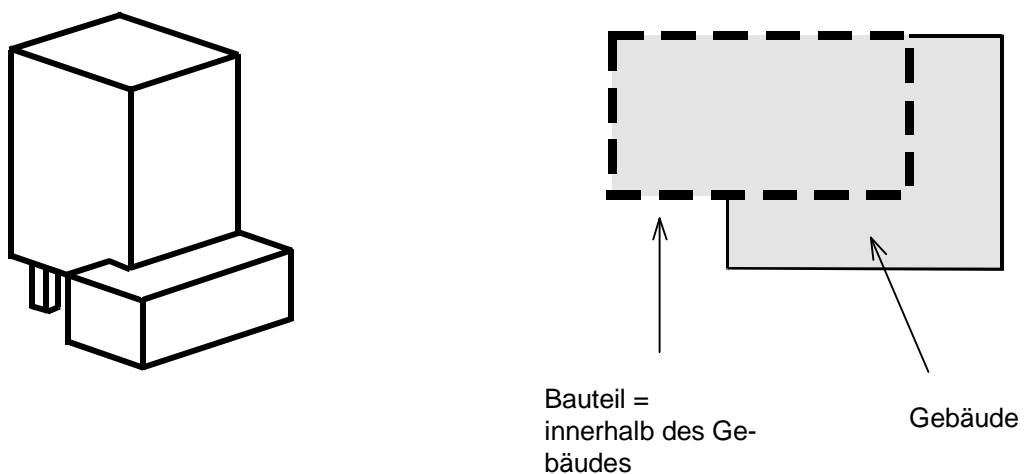 Bauteil =
innerhalb des Ge-
bäudes
Gebäude